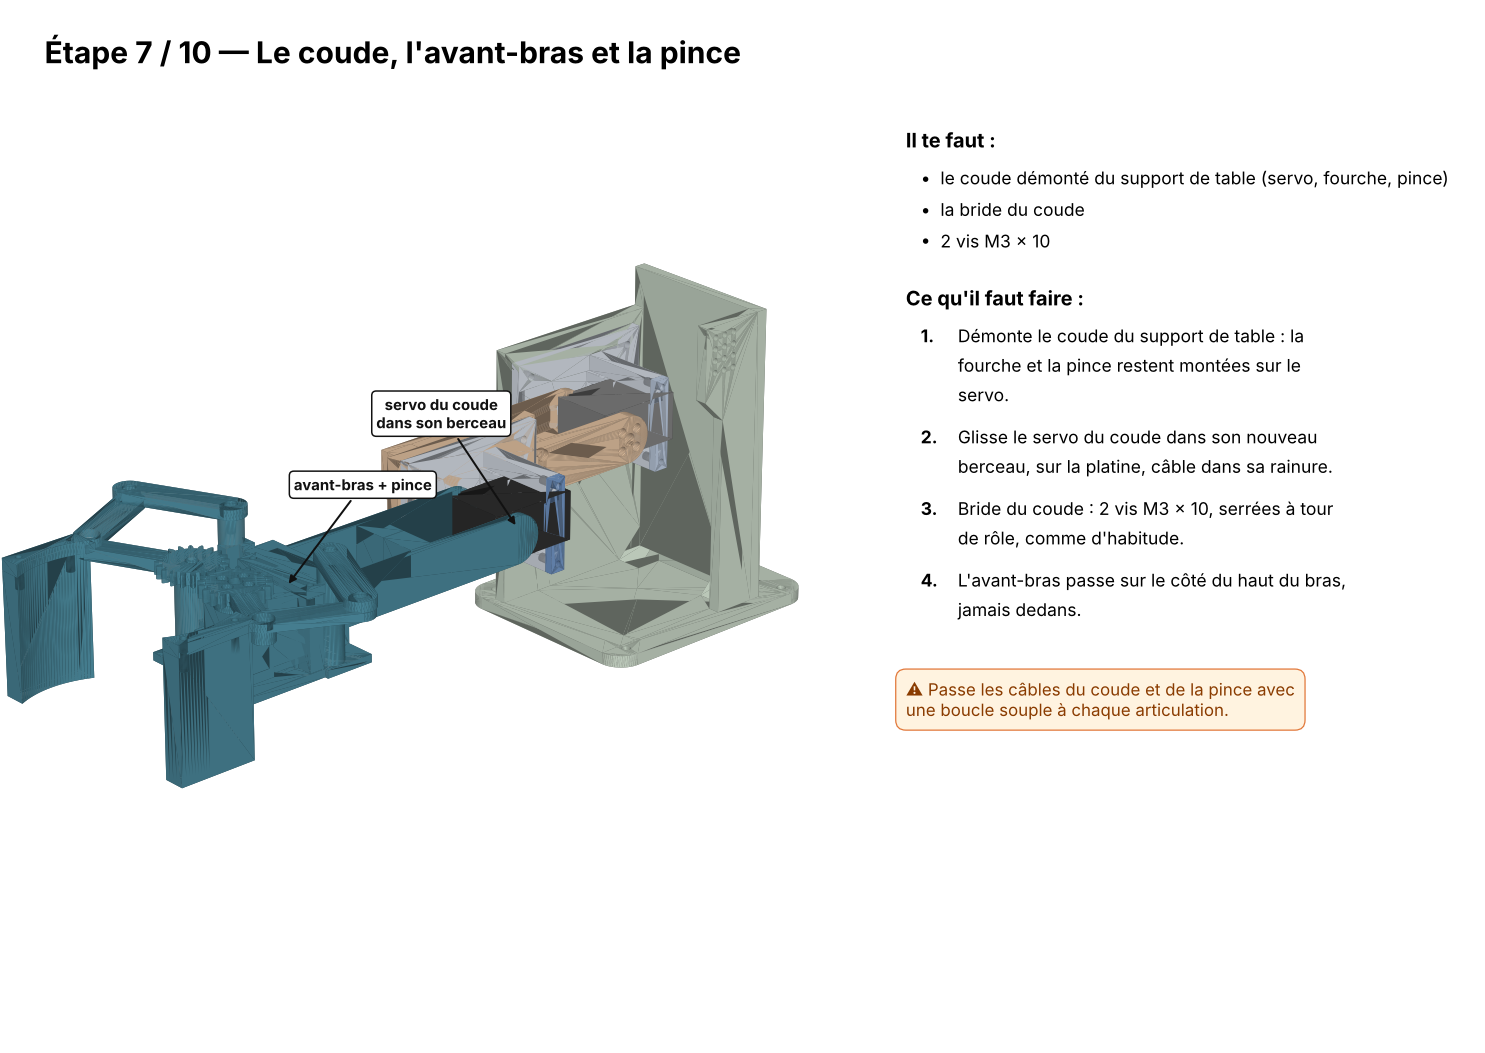 Étape 7 / 10 — Le coude, l'avant-bras et la pince
Il te faut :
• le coude démonté du support de table (servo, fourche, pince)
• la bride du coude
• 2 vis M3 × 10
Ce qu'il faut faire :
1. Démonte le coude du support de table : la
fourche et la pince restent montées sur le
servo.
2. Glisse le servo du coude dans son nouveau
berceau, sur la platine, câble dans sa rainure.
3. Bride du coude : 2 vis M3 × 10, serrées à tour
de rôle, comme d'habitude.
4. L'avant-bras passe sur le côté du haut du bras,
jamais dedans.
⚠ Passe les câbles du coude et de la pince avec
une boucle souple à chaque articulation.
servo du coude
dans son berceau
avant-bras + pince